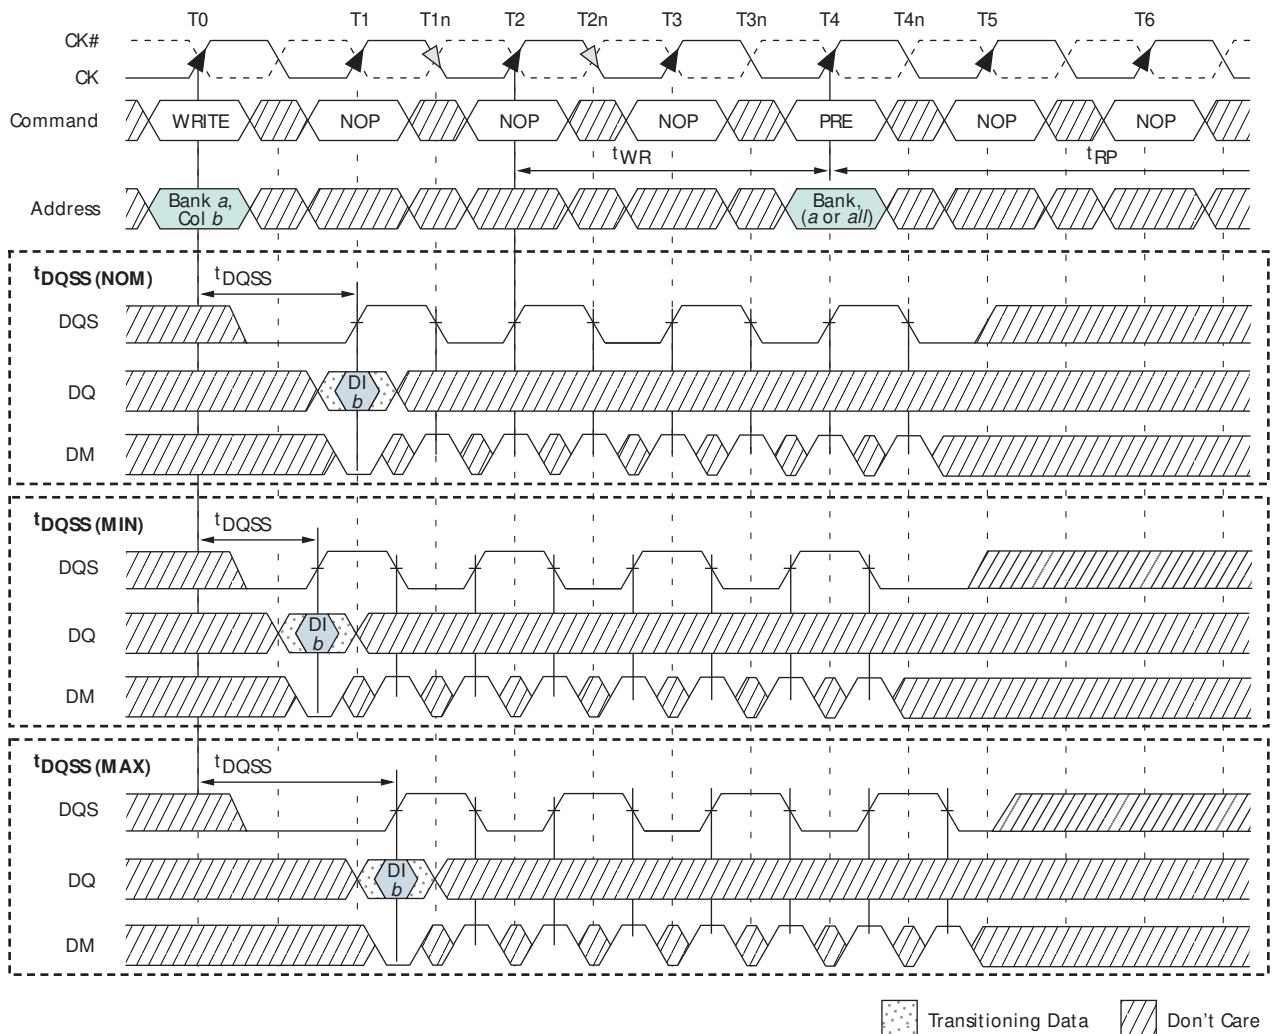 T0 T1 T1n T2 T2n T3 T3n T4 T4n T5 T6
CK#
CK
Command WRITE NOP NOP NOP PRE NOP NOP
tWR tRP
Address Bank a, Col b Bank, (a or all)
tDQSS (NOM) tDQSS
DQS
DQ DI b
DM
tDQSS (MIN) tDQSS
DQS
DQ DI b
DM
tDQSS (MAX) tDQSS
DQS
DQ DI b
DM
Transitioning Data Don't Care